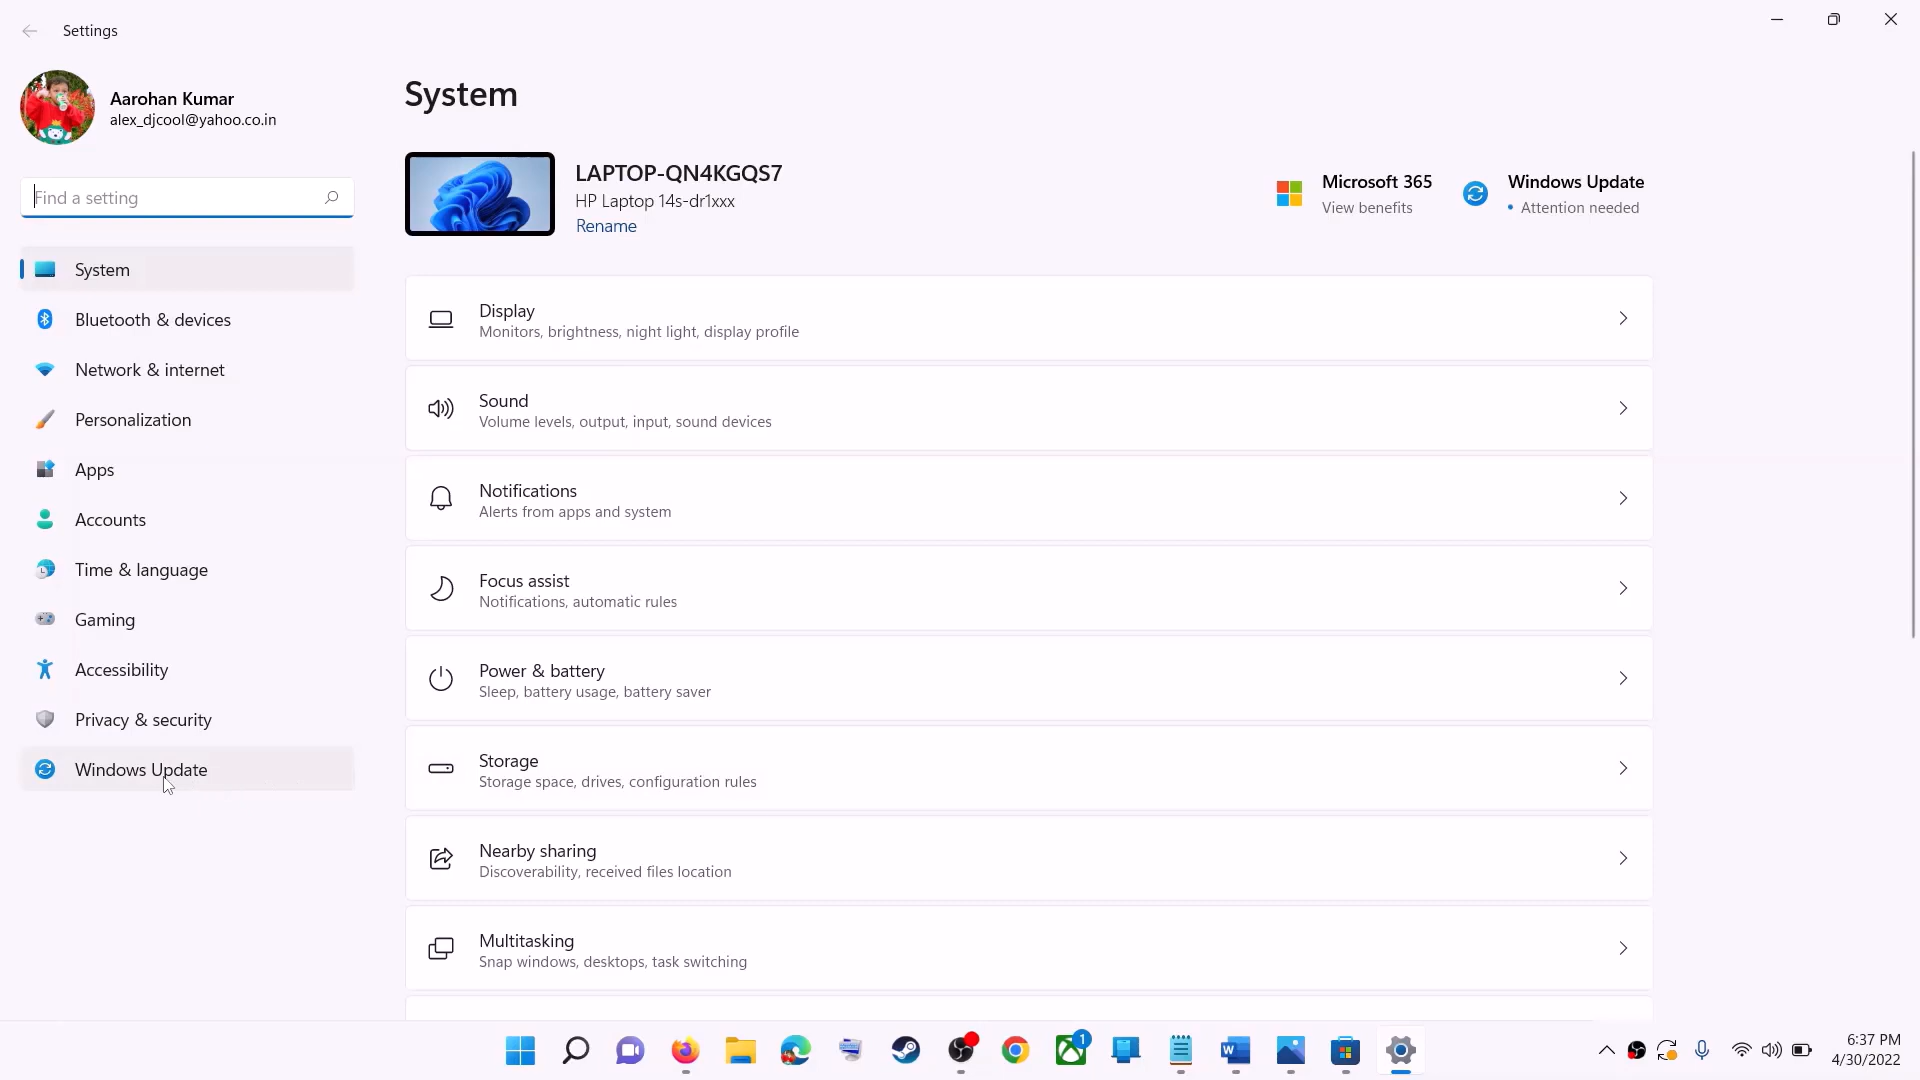 Settings
Aarohan Kumar
alex_djcool@yahoo.co.in
Find a setting
System
Bluetooth & devices
Network & internet
Personalization
Apps
Accounts
Time & language
Gaming
Accessibility
Privacy & security
Windows Update
System
LAPTOP-QN4KGQS7
HP Laptop 14s-dr1xxx
Rename
Microsoft 365
View benefits
Windows Update
• Attention needed
Display
Monitors, brightness, night light, display profile
Sound
Volume levels, output, input, sound devices
Notifications
Alerts from apps and system
Focus assist
Notifications, automatic rules
Power & battery
Sleep, battery usage, battery saver
Storage
Storage space, drives, configuration rules
Nearby sharing
Discoverability, received files location
Multitasking
Snap windows, desktops, task switching
1
6:37 PM
4/30/2022